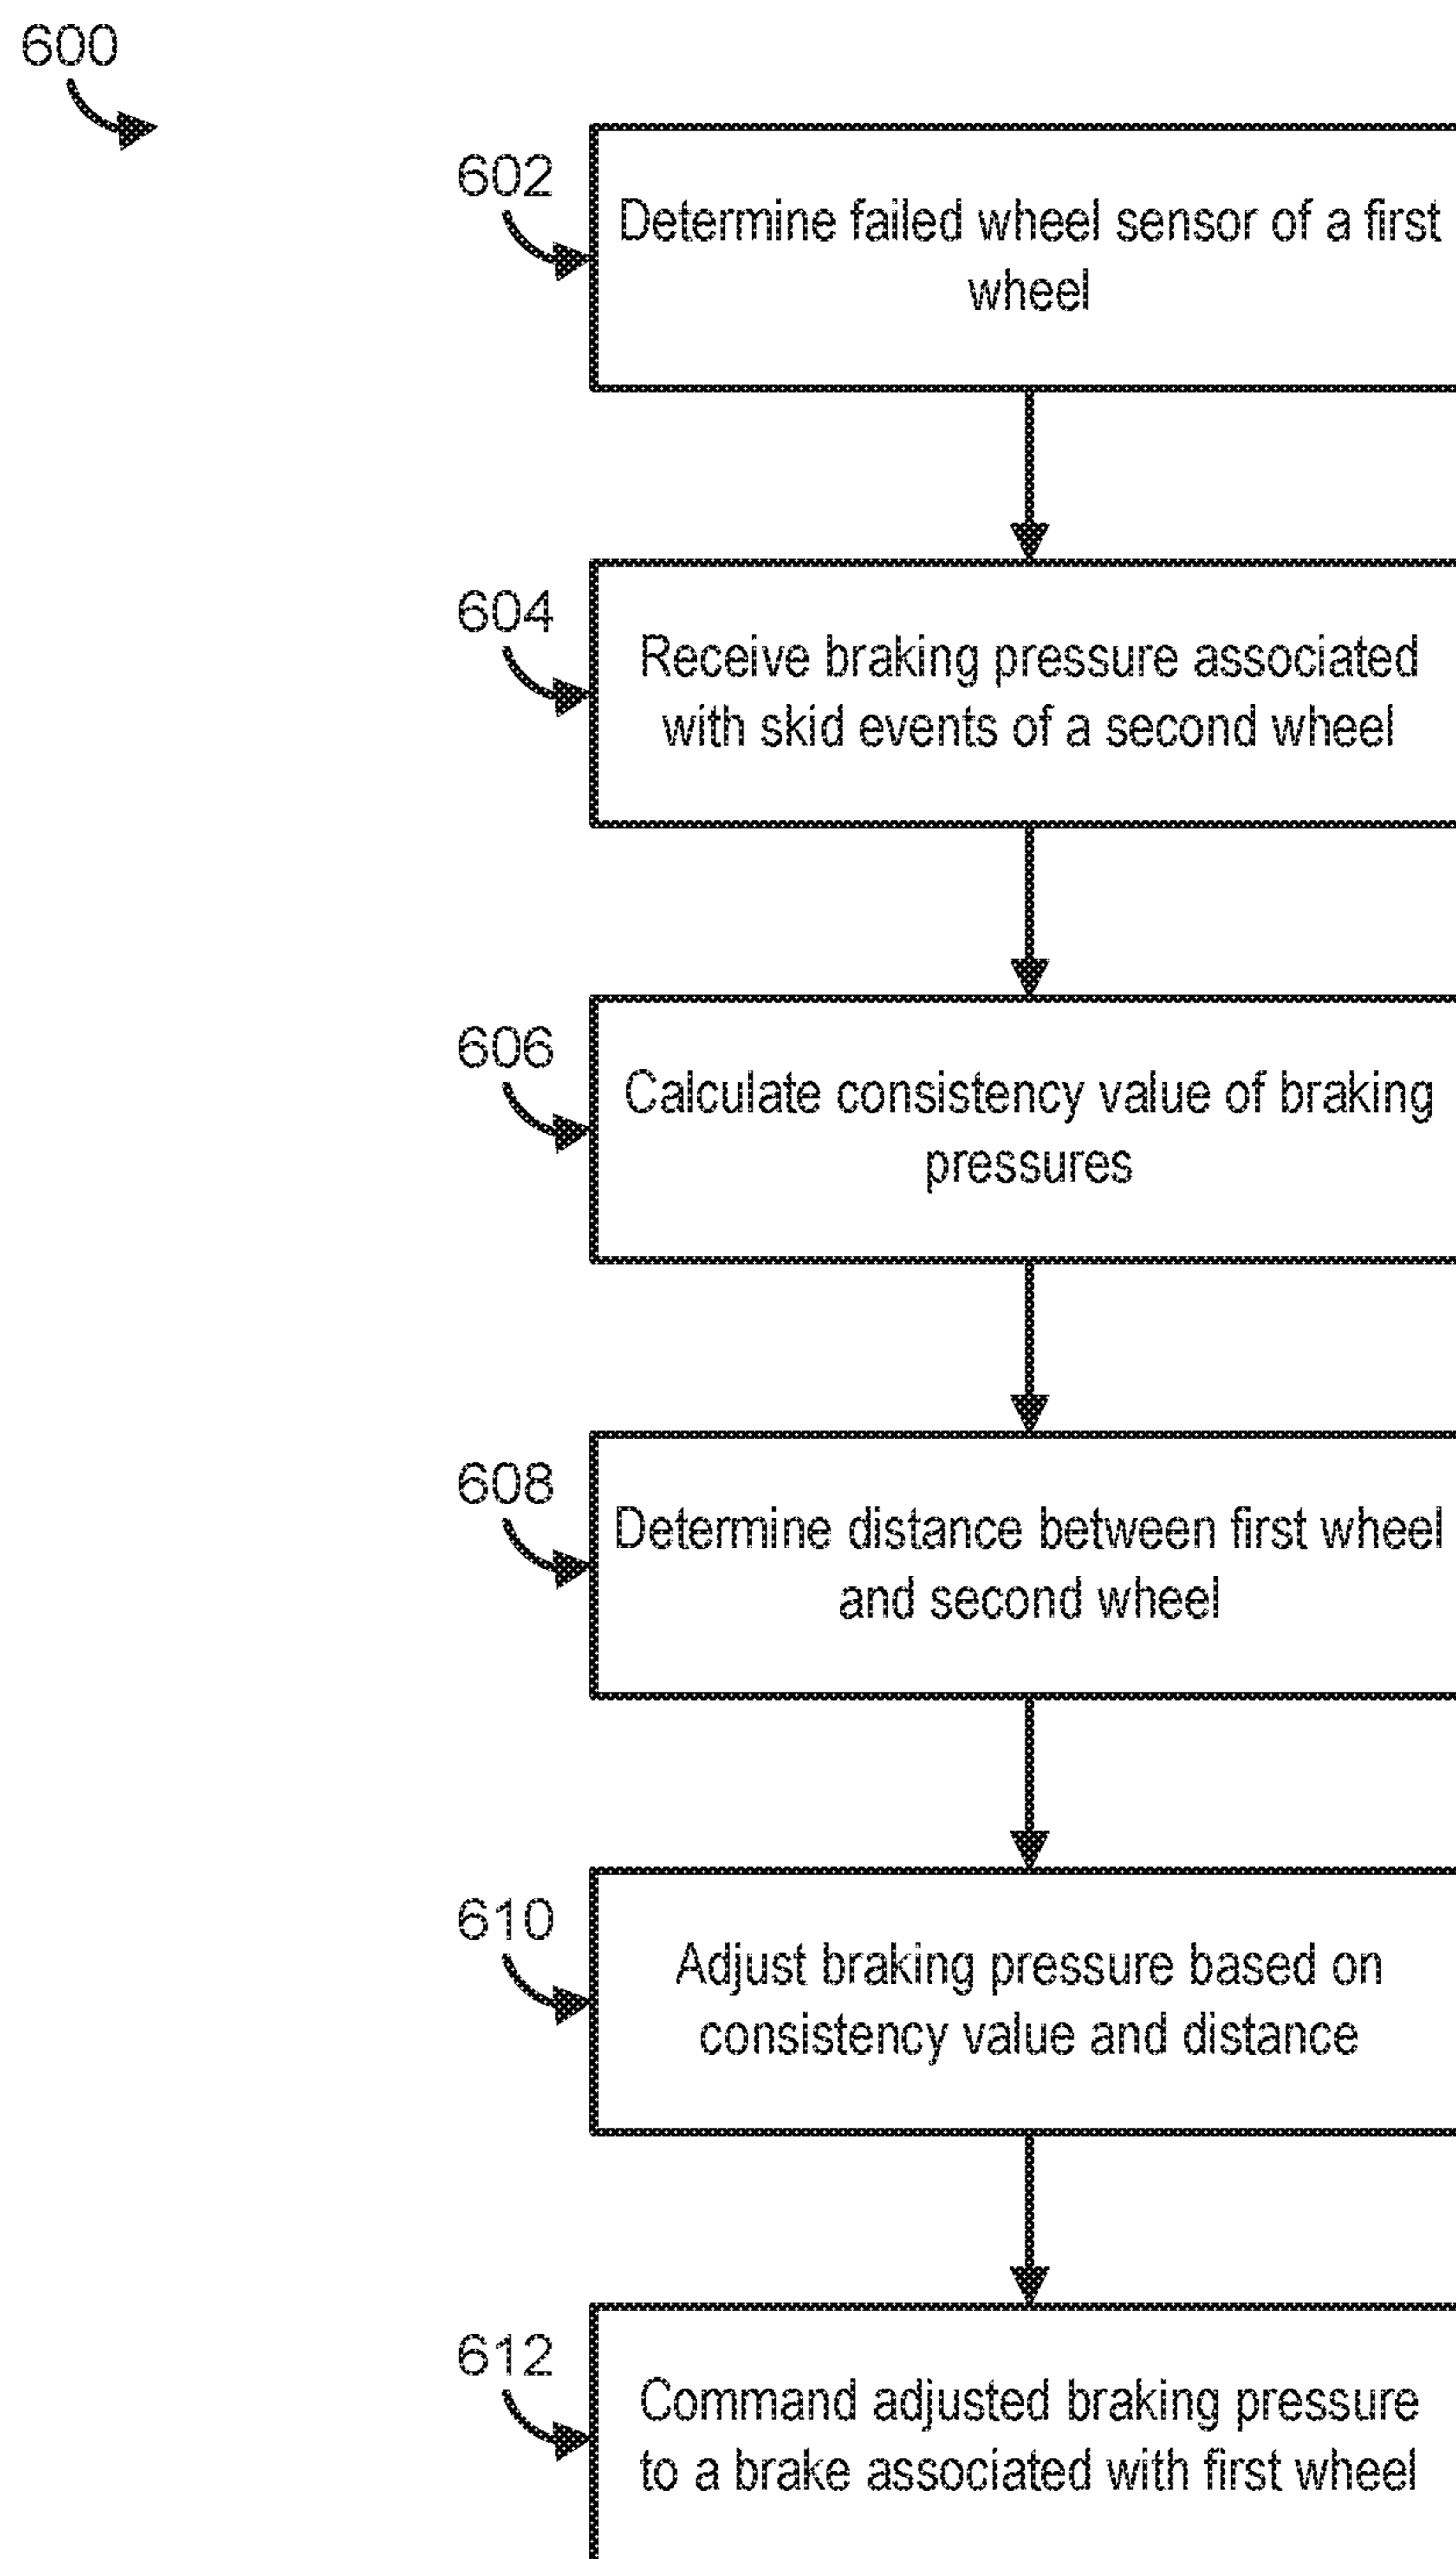 600
602
Determine failed wheel sensor of a first
wheel
604
Receive braking pressure associated
with skid events of a second wheel
606
Calculate consistency value of braking
pressures
608
Determine distance between first wheel
and second wheel
610
Adjust braking pressure based on
consistency value and distance
612
Command adjusted braking pressure
to a brake associated with first wheel